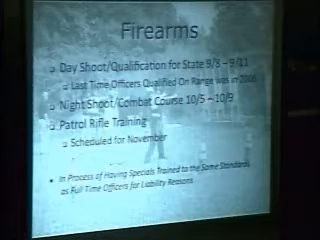 Firearms
Day Shoot/Qualification for State 9/8 – 9/11
Last Time Officers Qualified On Range was in 2006
Night Shoot/Combat Course 10/5 – 10/9
Patrol Rifle Training
Scheduled for November
In Process of Having Specials Trained to the Same Standards
as Full Time Officers for Liability Reasons